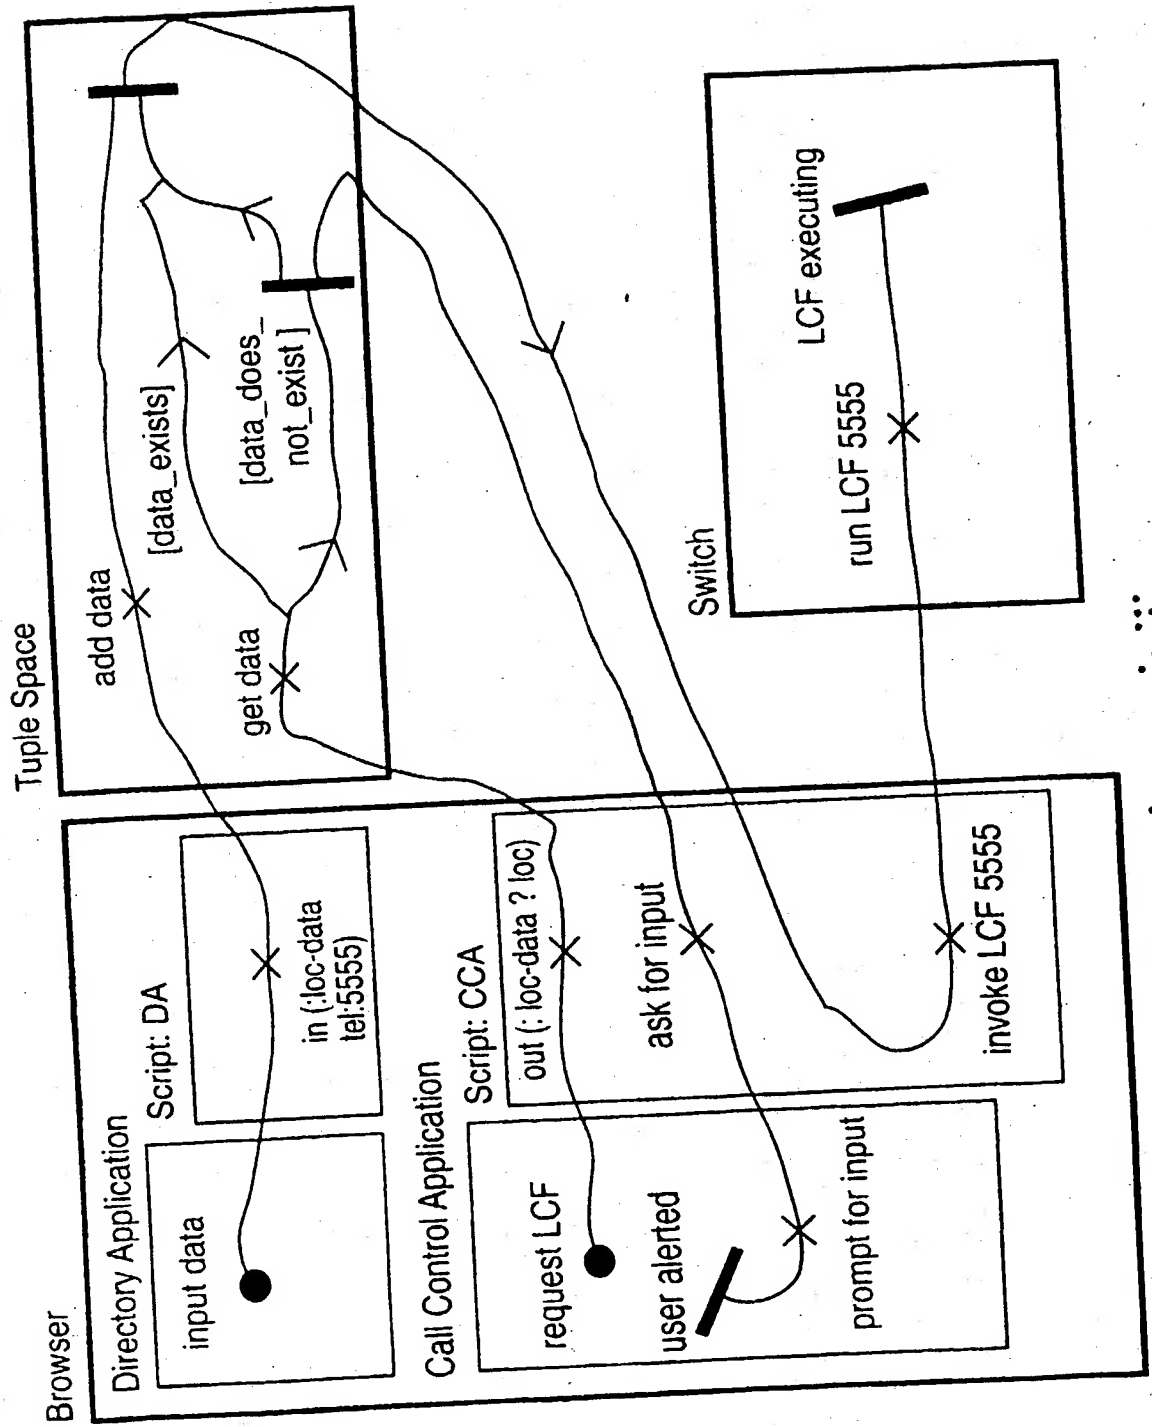 Browser
Directory Application
input data
Script: DA
in (:loc-data
tel:5555)
Call Control Application
request LCF
user alerted
prompt for input
Script: CCA
out (: loc-data ? loc)
ask for input
invoke LCF 5555
Tuple Space
add data
get data
[data_exists]
[data_does_
not_exist ]
Switch
run LCF 5555
LCF executing